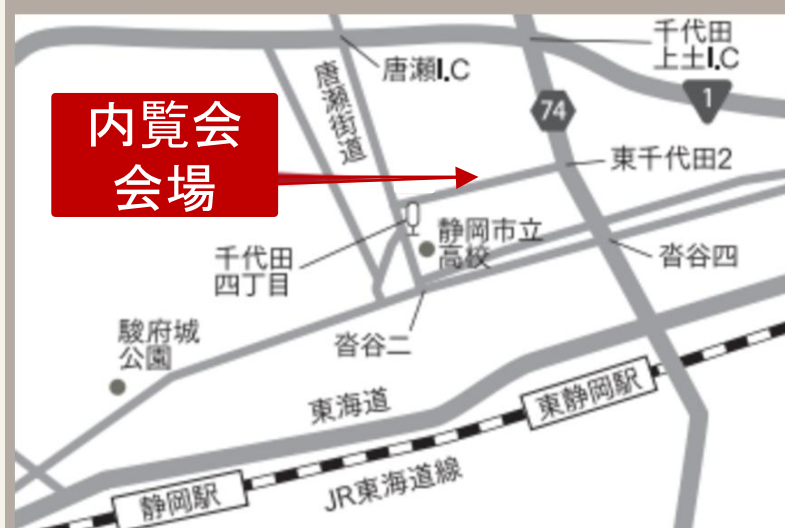 千代田
上土I.C
唐瀬I.C
1
唐瀬街道
内覧会
会場
74
東千代田2
静岡市立
高校
千代田
四丁目
沓谷四
駿府城
公園
沓谷二
東海道
東静岡駅
JR東海道線
静岡駅